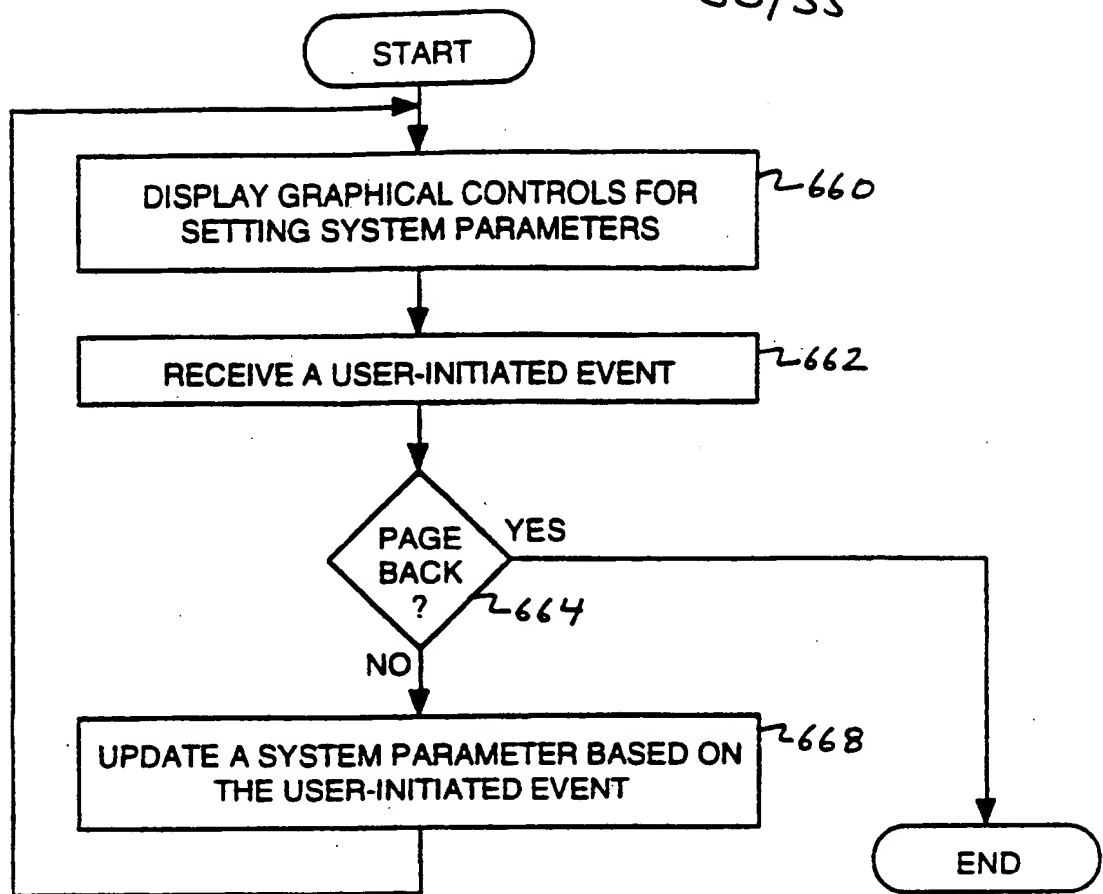 START
DISPLAY GRAPHICAL CONTROLS FOR
SETTING SYSTEM PARAMETERS
660
RECEIVE A USER-INITIATED EVENT
662
PAGE
BACK
?
YES
664
NO
UPDATE A SYSTEM PARAMETER BASED ON
THE USER-INITIATED EVENT
668
END